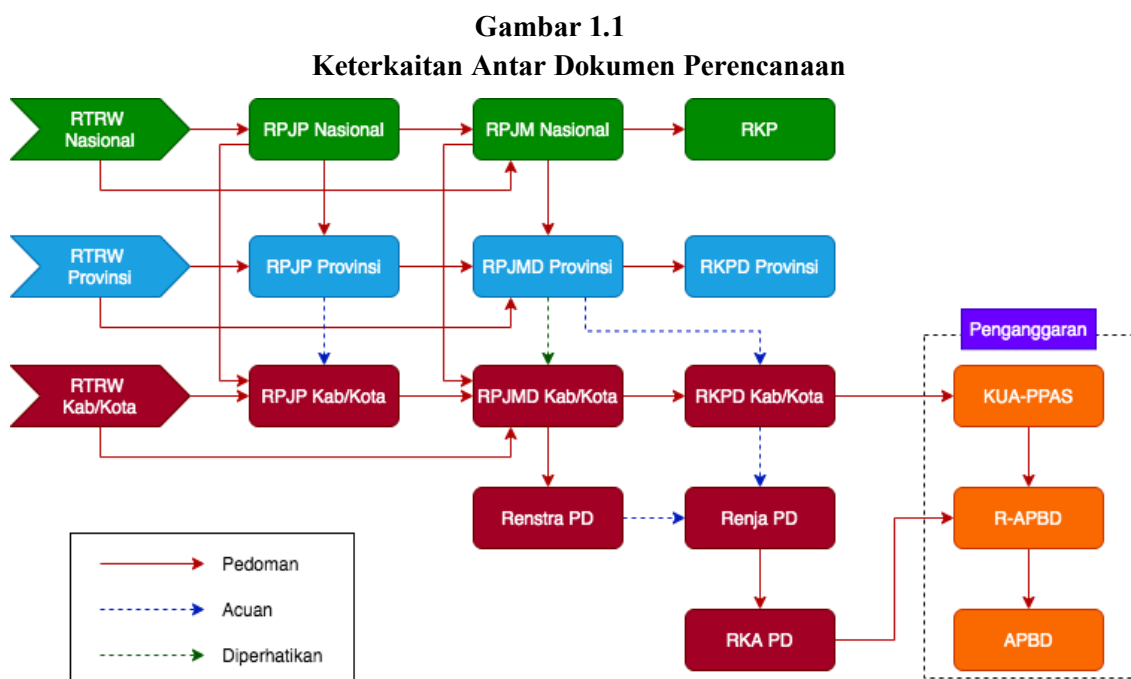 Gambar 1.1
Keterkaitan Antar Dokumen Perencanaan
RTRW
Nasional
RPJP Nasional
RPJM Nasional
RKP
RTRW
Provinsi
RPJP Provinsi
RPJMD Provinsi
RKPD Provinsi
Penganggaran
RTRW
Kab/Kota
RPJP Kab/Kota
RPJMD Kab/Kota
RKPD Kab/Kota
KUA-PPAS
Renstra PD
Renja PD
R-APBD
Pedoman
Acuan
Diperhatikan
RKA PD
APBD